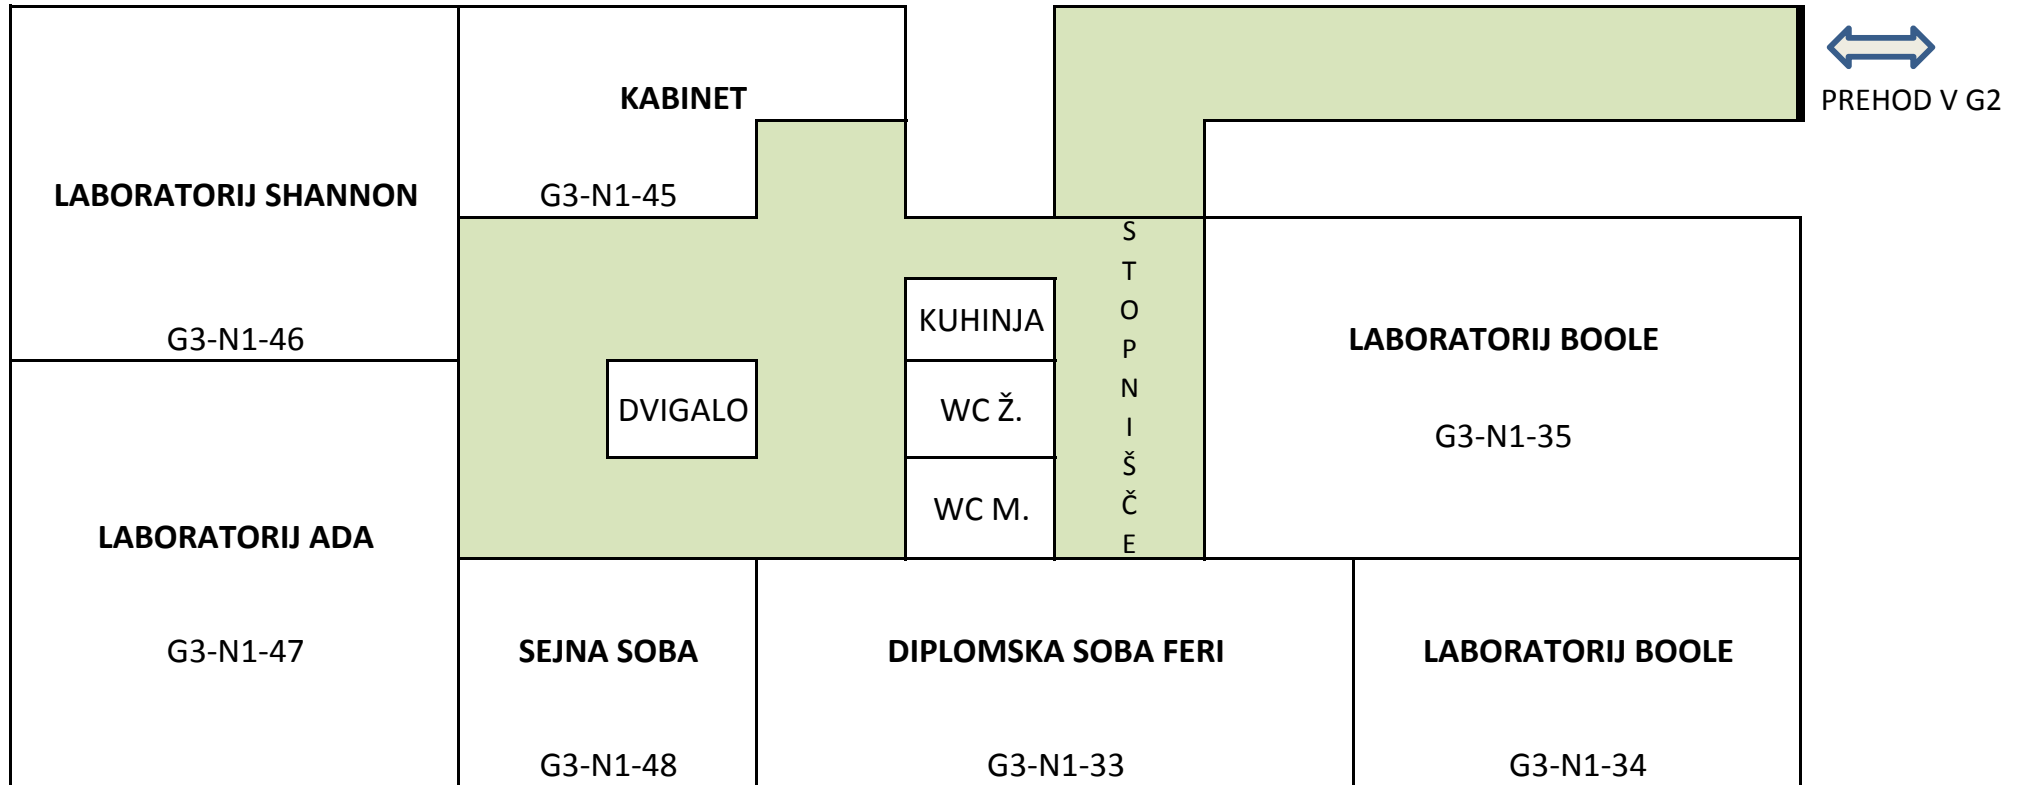 KABINET
PREHOD V G2
LABORATORIJ SHANNON
G3-N1-45
STOPNIŠČE
KUHINJA
G3-N1-46
LABORATORIJ BOOLE
DVIGALO
WC Ž.
G3-N1-35
WC M.
LABORATORIJ ADA
G3-N1-47
SEJNA SOBA
DIPLOMSKA SOBA FERI
LABORATORIJ BOOLE
G3-N1-48
G3-N1-33
G3-N1-34